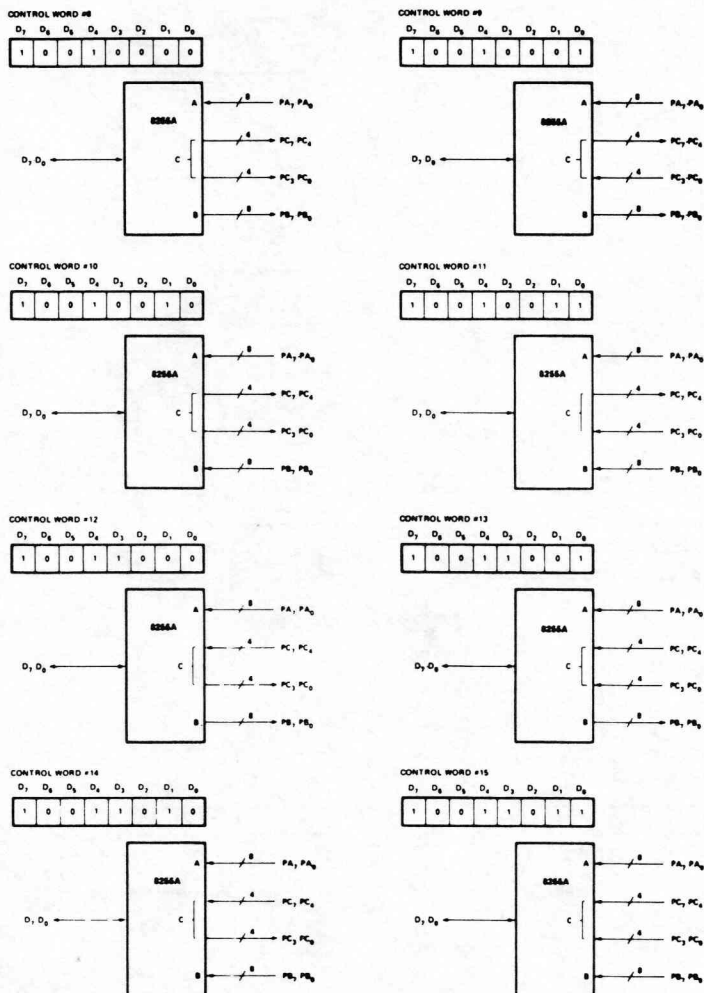 CONTROL WORD #8
D7 D6 D5 D4 D3 D2 D1 D0
1 0 0 1 0 0 0 0
A
8
PA7 PA0
8255A
4
PC7 PC4
D7 D0
C
4
PC3 PC0
B
8
PB7 PB0
CONTROL WORD #9
D7 D6 D5 D4 D3 D2 D1 D0
1 0 0 1 0 0 0 1
A
8
PA7-PA0
8255A
4
PC7-PC4
D7 D0
C
4
PC3-PC0
B
8
PB7-PB0
CONTROL WORD #10
D7 D6 D5 D4 D3 D2 D1 D0
1 0 0 1 0 0 1 0
A
8
PA7-PA0
8255A
4
PC7 PC4
D7 D0
C
4
PC3 PC0
B
8
PB7 PB0
CONTROL WORD #11
D7 D6 D5 D4 D3 D2 D1 D0
1 0 0 1 0 0 1 1
A
8
PA7 PA0
8255A
4
PC7 PC4
D7 D0
C
4
PC3 PC0
B
8
PB7 PB0
CONTROL WORD #12
D7 D6 D5 D4 D3 D2 D1 D0
1 0 0 1 1 0 0 0
A
8
PA7 PA0
8255A
4
PC7 PC4
D7 D0
C
4
PC3 PC0
B
8
PB7 PB0
CONTROL WORD #13
D7 D6 D5 D4 D3 D2 D1 D0
1 0 0 1 1 0 0 1
A
8
PA7 PA0
8255A
4
PC7 PC4
D7-D0
C
4
PC3 PC0
B
8
PB7 PB0
CONTROL WORD #14
D7 D6 D5 D4 D3 D2 D1 D0
1 0 0 1 1 0 1 0
A
8
PA7 PA0
8255A
4
PC7 PC4
D7 D0
C
4
PC3 PC0
B
8
PB7 PB0
CONTROL WORD #15
D7 D6 D5 D4 D3 D2 D1 D0
1 0 0 1 1 0 1 1
A
8
PA7 PA0
8255A
4
PC7 PC4
D7 D0
C
4
PC3 PC0
B
8
PB7 PB0